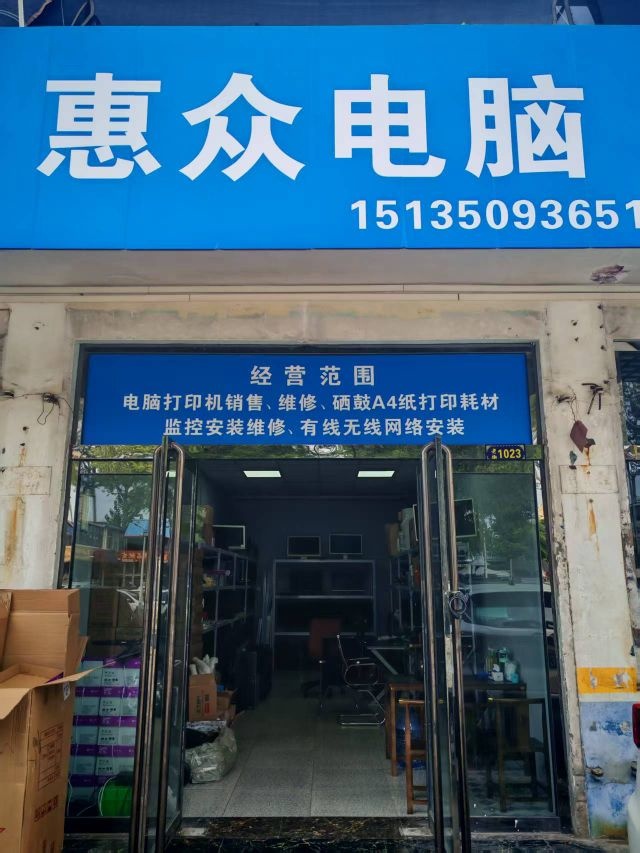 惠众电脑
15135093651
经营范围
电脑打印机销售、维修、硒鼓A4纸打印耗材
监控安装维修、有线无线网络安装
1023